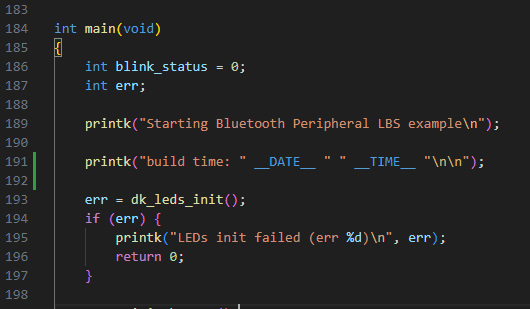 183
184 int main(void)
185 {
186 int blink_status = 0;
187 int err;
188
189 printk("Starting Bluetooth Peripheral LBS example\n");
190
191 printk("build time: " __DATE__ " " __TIME__ "\n\n");
192
193 err = dk_leds_init();
194 if (err) {
195 printk("LEDs init failed (err %d)\n", err);
196 return 0;
197 }
198